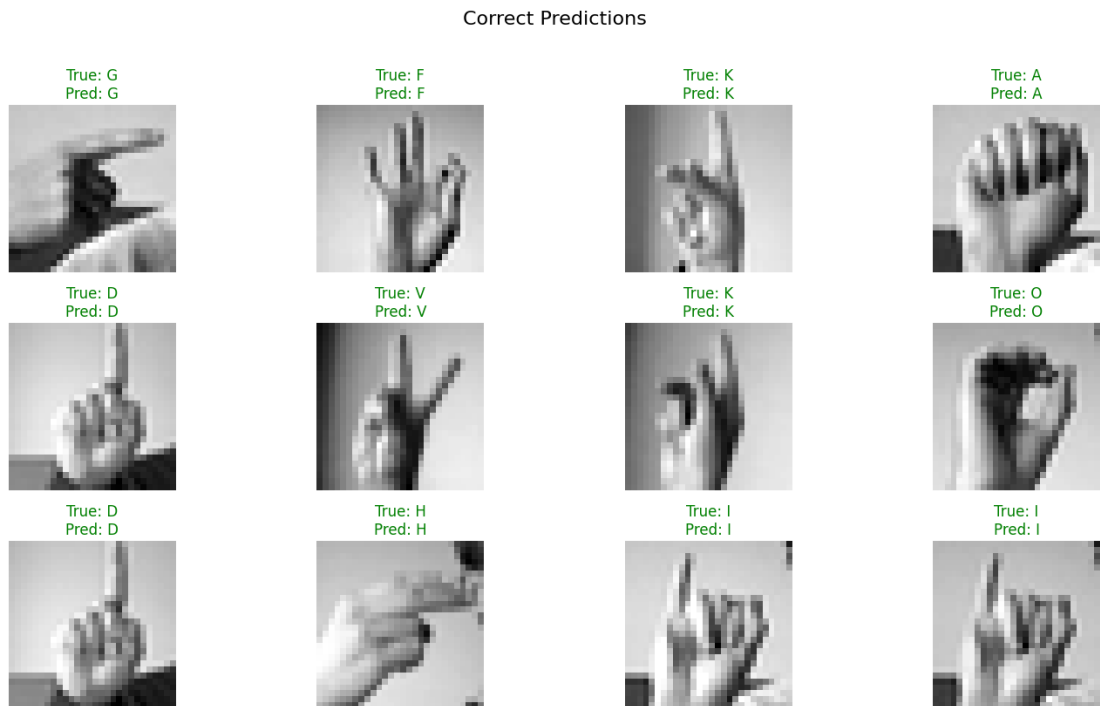 Correct Predictions
True: G
Pred: G
True: F
Pred: F
True: K
Pred: K
True: A
Pred: A
True: D
Pred: D
True: V
Pred: V
True: K
Pred: K
True: O
Pred: O
True: D
Pred: D
True: H
Pred: H
True: I
Pred: I
True: I
Pred: I